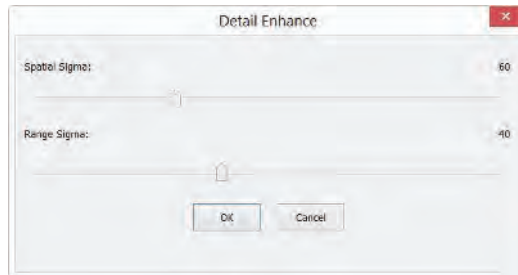 Detail Enhance
Spatial Sigma: 60
Range Sigma: 40
OK Cancel